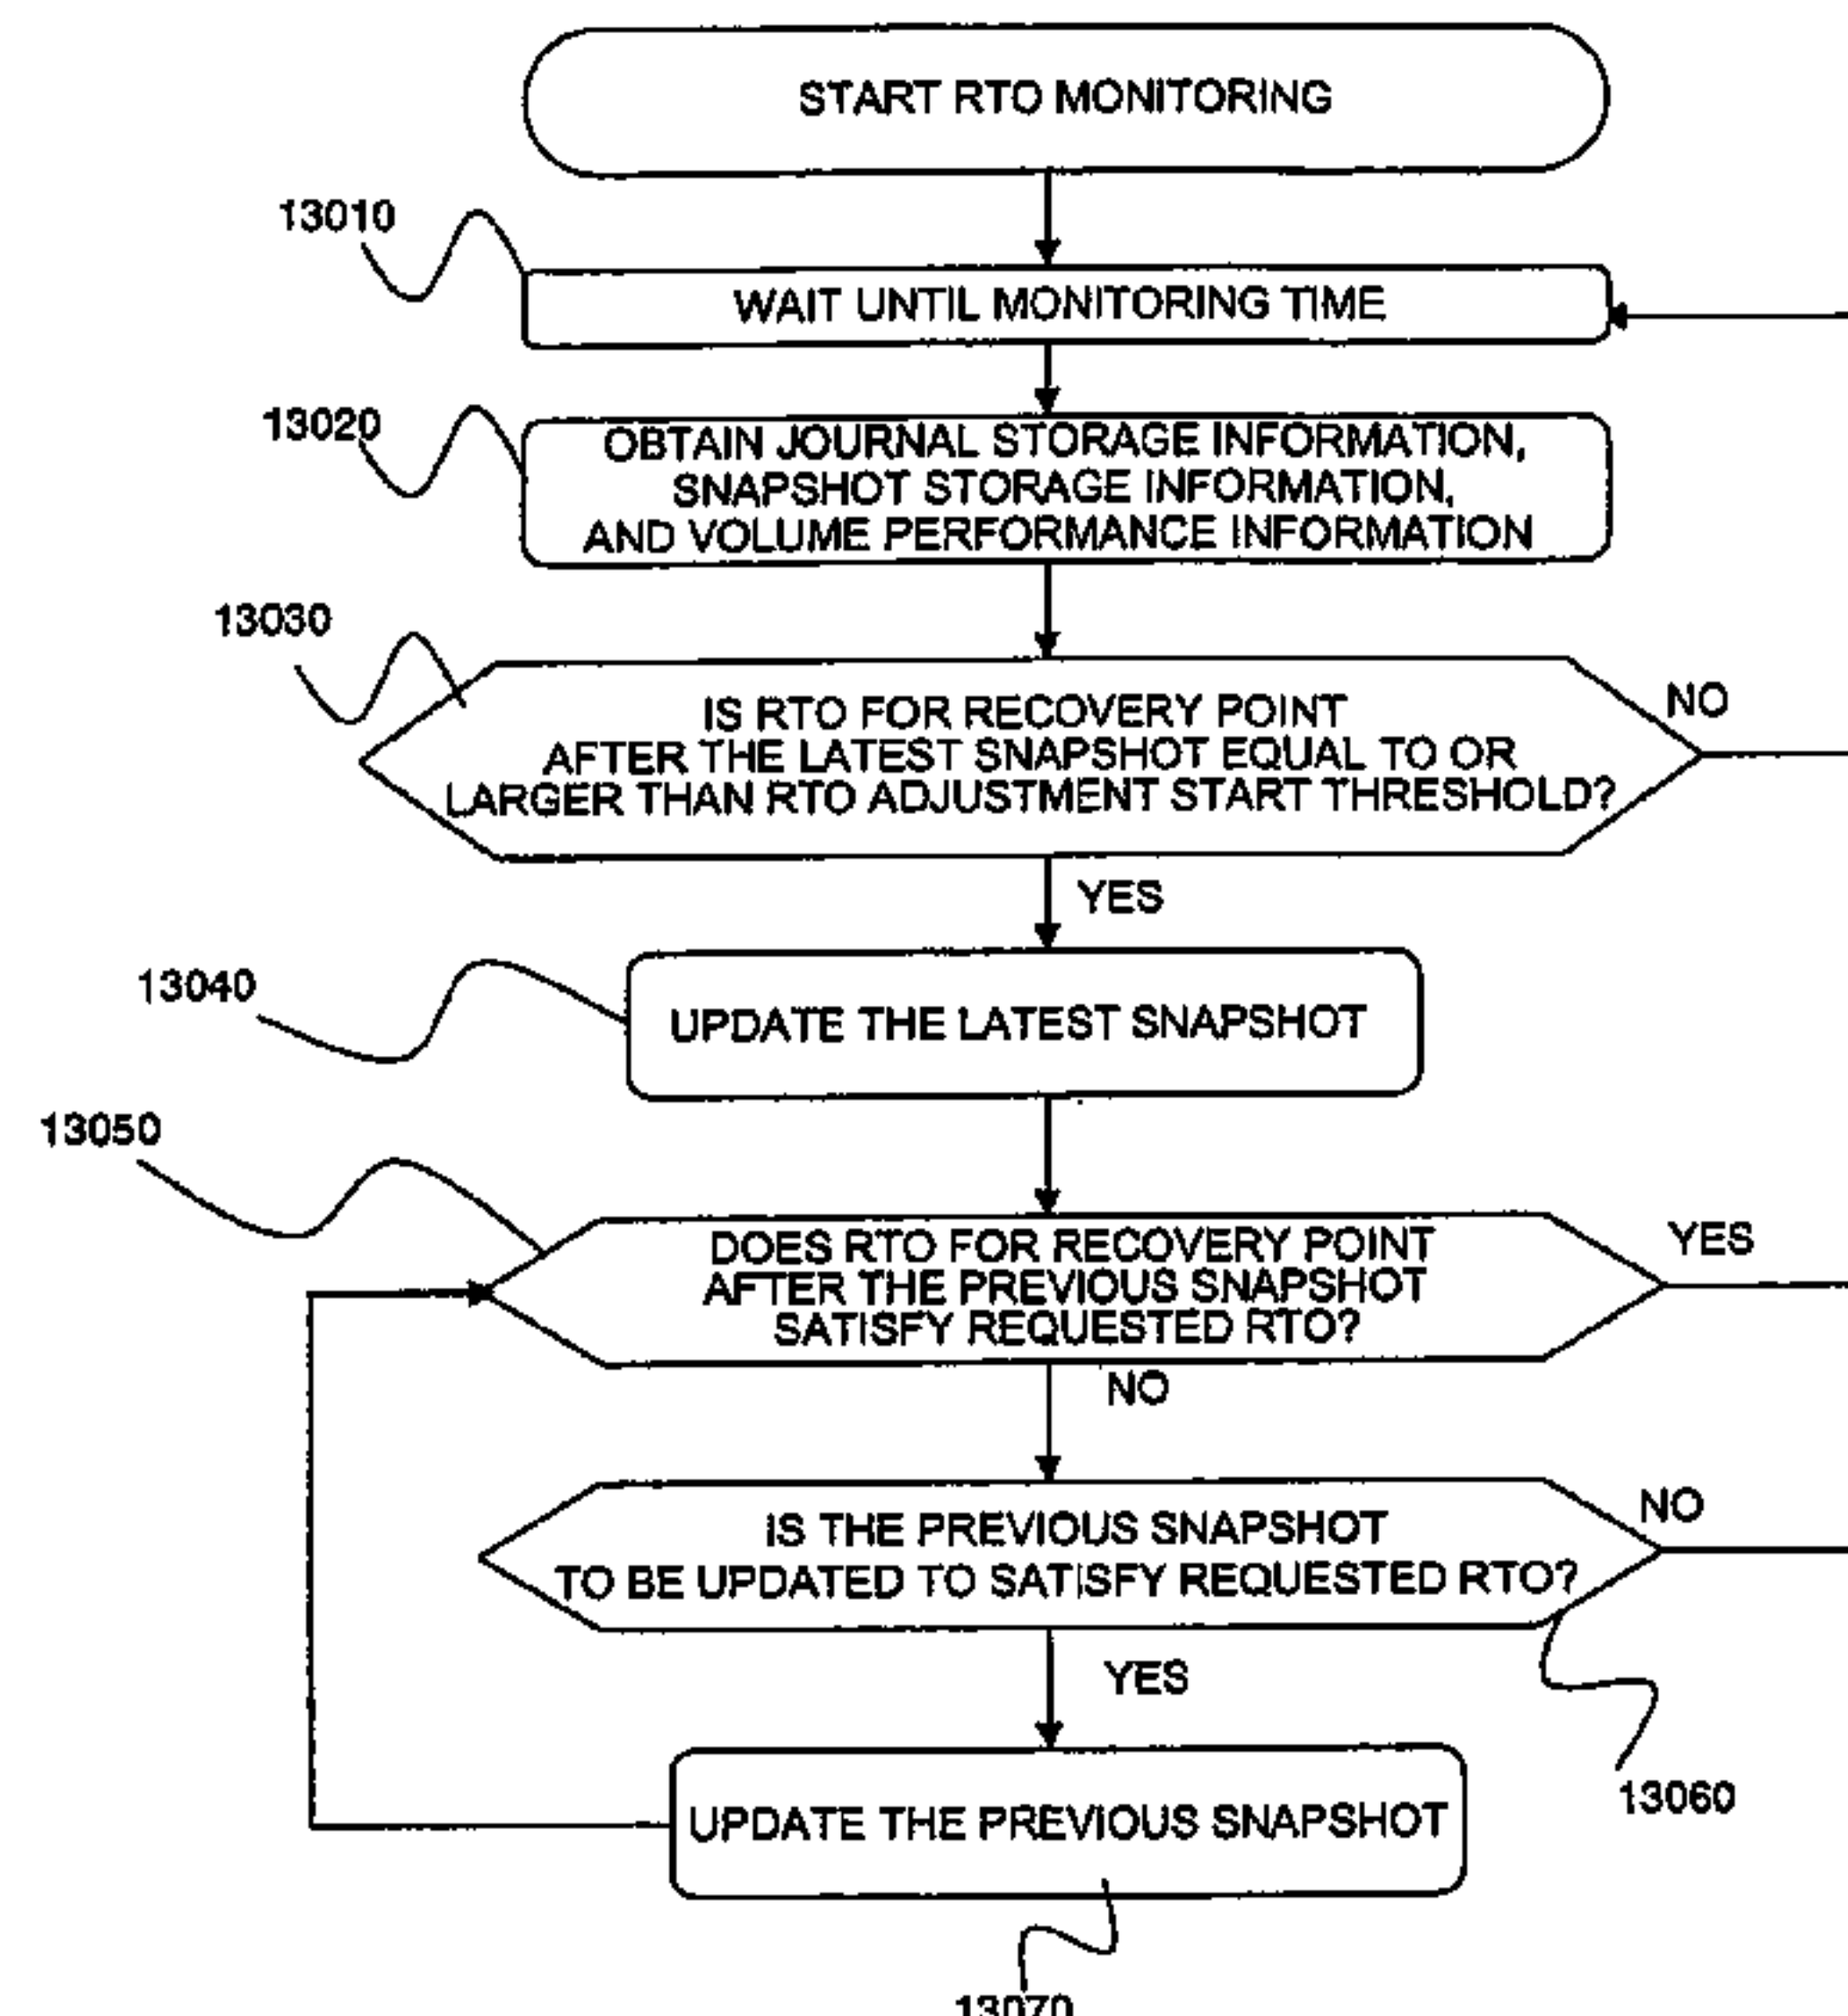 START RTO MONITORING
13010
WAIT UNTIL MONITORING TIME
13020
OBTAIN JOURNAL STORAGE INFORMATION,
SNAPSHOT STORAGE INFORMATION,
AND VOLUME PERFORMANCE INFORMATION
13030
IS RTO FOR RECOVERY POINT
AFTER THE LATEST SNAPSHOT EQUAL TO OR
LARGER THAN RTO ADJUSTMENT START THRESHOLD?
NO
YES
13040
UPDATE THE LATEST SNAPSHOT
13050
DOES RTO FOR RECOVERY POINT
AFTER THE PREVIOUS SNAPSHOT
SATISFY REQUESTED RTO?
YES
NO
IS THE PREVIOUS SNAPSHOT
TO BE UPDATED TO SATISFY REQUESTED RTO?
NO
YES
13060
UPDATE THE PREVIOUS SNAPSHOT
13070